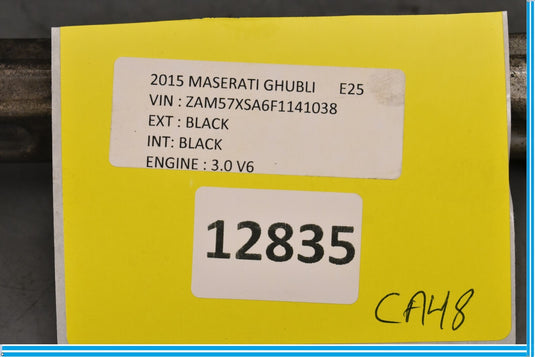 2015 MASERATI GHUBLI E25
VIN : ZAM57XSA6F1141038
EXT : BLACK
INT: BLACK
ENGINE : 3.0 V6
12835
CA48